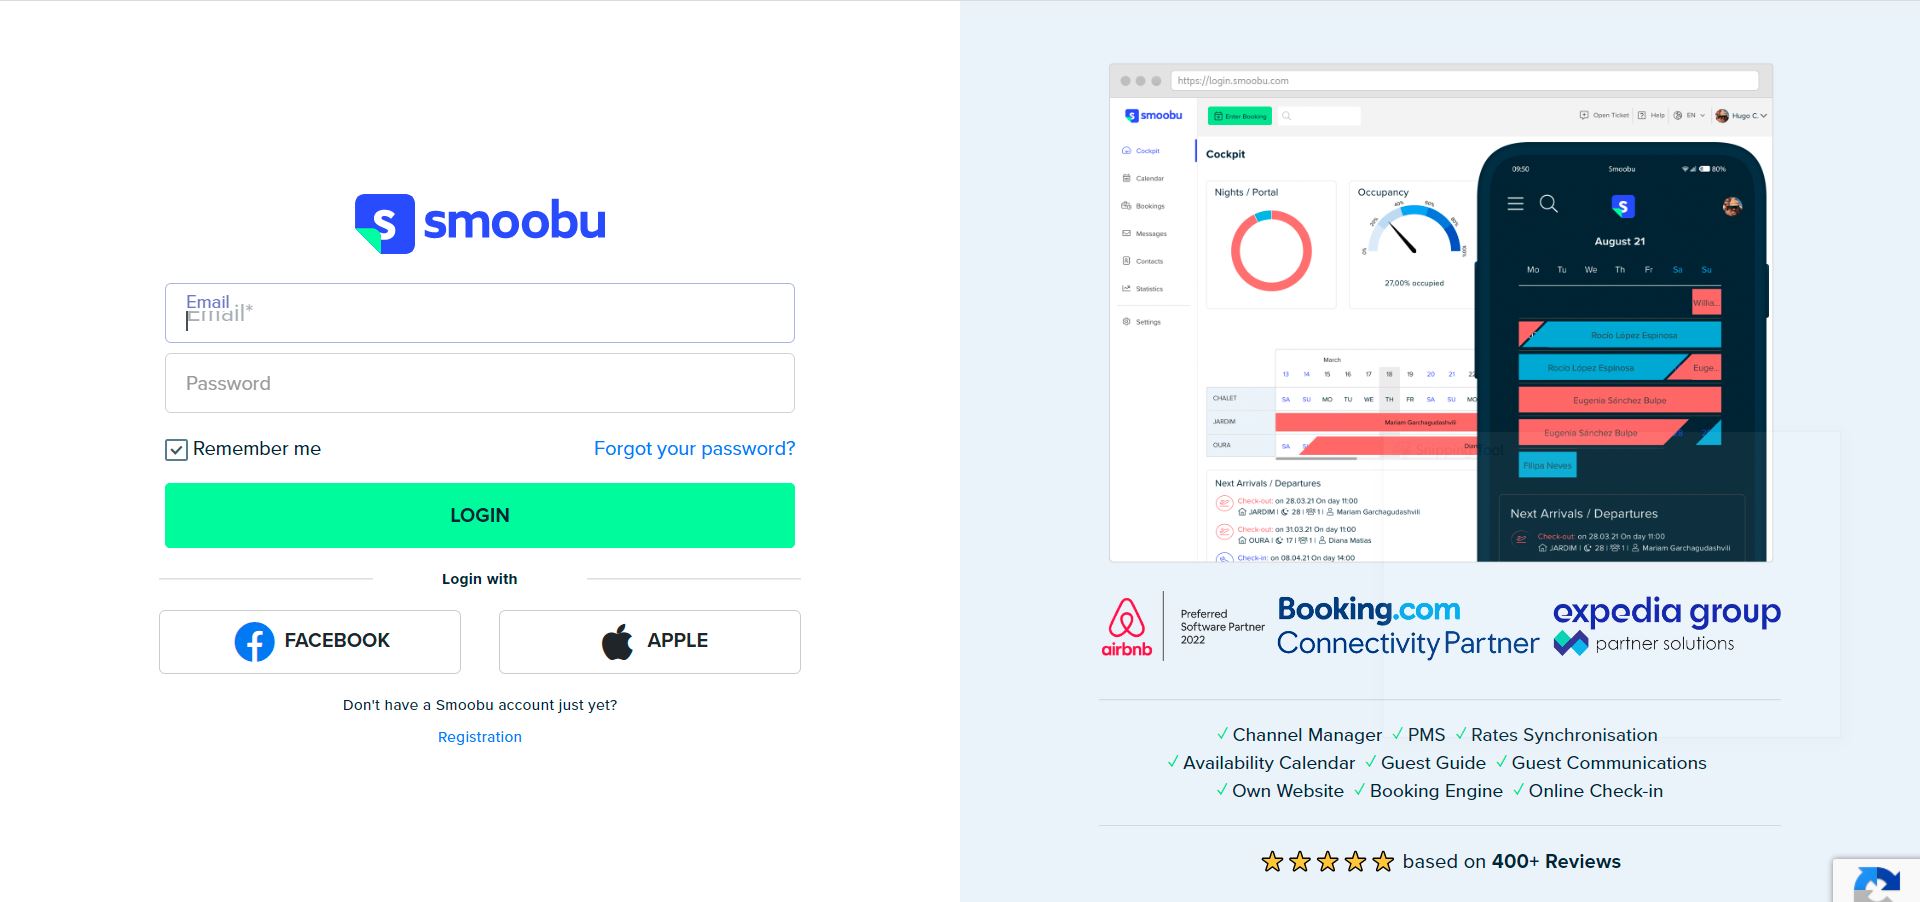 smoobu
Email
Email*
Password
Remember me
Forgot your password?
LOGIN
Login with
FACEBOOK
APPLE
Don't have a Smoobu account just yet?
Registration
https://login.smoobu.com
smoobu
Enter Booking
Open Ticket
Help
EN
Hugo C.
Cockpit
Calendar
Bookings
Messages
Contacts
Statistics
Settings
Cockpit
Nights / Portal
Occupancy
27,00% occupied
March
13 14 15 16 17 18 19 20 21 22
CHALET SA SU MO TU WE TH FR SA SU MO
JARDIM Mariam Garchagudashvili
OURA SA
Next Arrivals / Departures
Check-out: on 28.03.21 On day 11:00
JARDIM | 28 | 1 | Mariam Garchagudashvili
Check-out: on 31.03.21 On day 11:00
OURA | 17 | 1 | Diana Matias
Check-in: on 08.04.21 On day 14:00
09:50 Smoobu 80%
August 21
Mo Tu We Th Fr Sa Su
Willia...
Rocío López Espinosa
Rocío López Espinosa Euge...
Eugenia Sánchez Bulpe
Eugenia Sánchez Bulpe
Filipa Neves
Next Arrivals / Departures
Check-out: on 28.03.21 On day 11:00
JARDIM | 28 | 1 | Mariam Garchagudashvili
Snipping Tool
airbnb
Preferred
Software Partner
2022
Booking.com
Connectivity Partner
expedia group
partner solutions
✓ Channel Manager ✓ PMS ✓ Rates Synchronisation
✓ Availability Calendar ✓ Guest Guide ✓ Guest Communications
✓ Own Website ✓ Booking Engine ✓ Online Check-in
based on 400+ Reviews